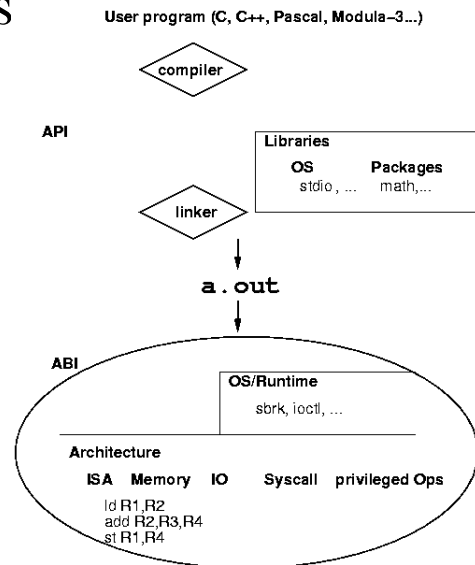 S
User program (C, C++, Pascal, Modula-3...)
compiler
API
Libraries
OS Packages
stdio , ... math,...
linker
a.out
ABI
OS/Runtime
sbrk, ioctl, ...
Architecture
ISA Memory IO Syscall privileged Ops
ld R1,R2
add R2,R3,R4
st R1,R4